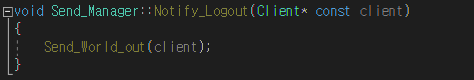 void Send_Manager::Notify_Logout(Client* const client)
{
    Send_World_out(client);
}